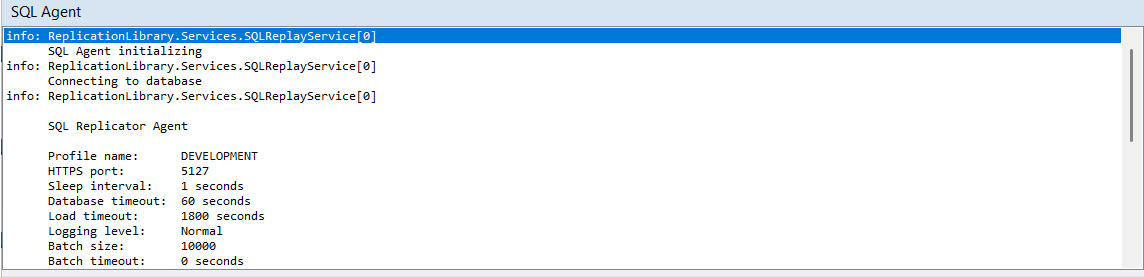 SQL Agent
info: ReplicationLibrary.Services.SQLReplayService[0]
      SQL Agent initializing
info: ReplicationLibrary.Services.SQLReplayService[0]
      Connecting to database
info: ReplicationLibrary.Services.SQLReplayService[0]
      SQL Replicator Agent
      Profile name:      DEVELOPMENT
      HTTPS port:        5127
      Sleep interval:    1 seconds
      Database timeout:  60 seconds
      Load timeout:      1800 seconds
      Logging level:     Normal
      Batch size:        10000
      Batch timeout:     0 seconds